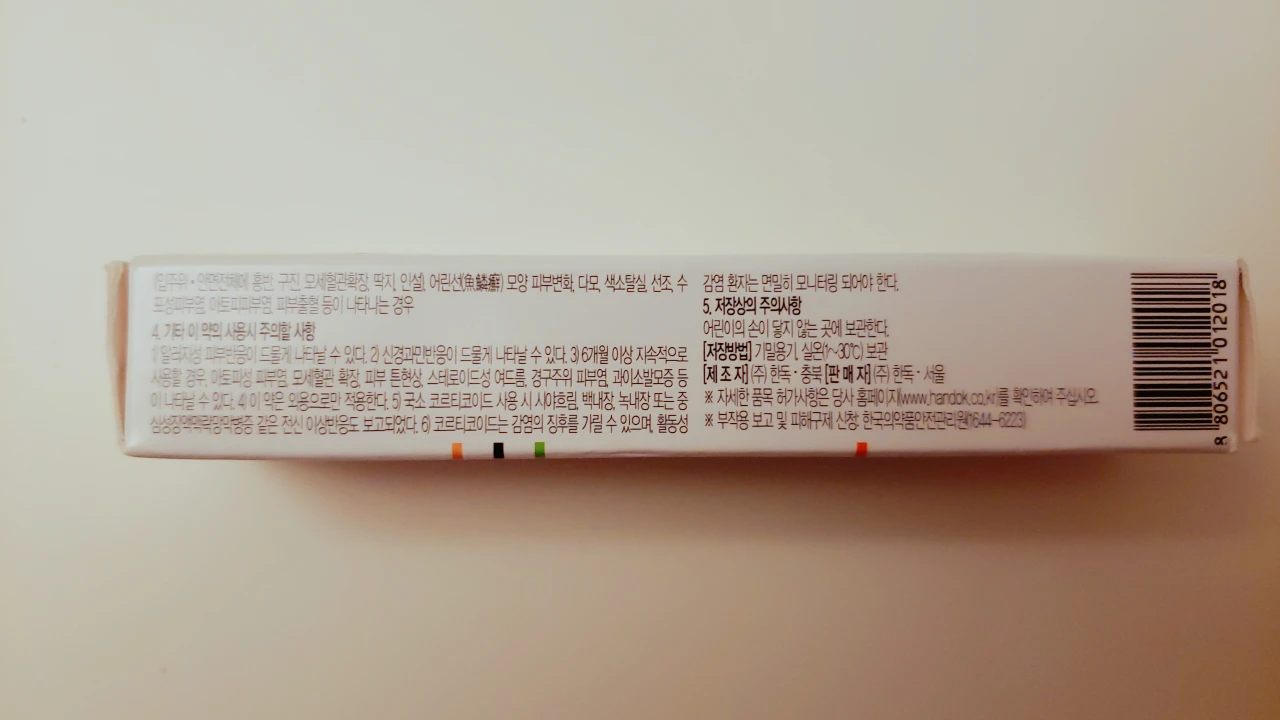 (입주위·안면전체에 홍반, 구진, 모세혈관확장, 딱지, 인설), 어린선(魚鱗癬) 모양 피부변화, 다모, 색소탈실, 선조, 수
포성피부염, 아토피피부염, 피부출혈 등이 나타나는 경우
4. 기타 이 약의 사용시 주의할 사항
1) 알러지성 피부반응이 드물게 나타날 수 있다. 2) 신경과민반응이 드물게 나타날 수 있다. 3) 6개월 이상 지속적으로
사용할 경우, 아토피성 피부염, 모세혈관 확장, 피부 튼현상, 스테로이드성 여드름, 경구주위 피부염, 과이소발모증 등
이 나타날 수 있다. 4) 이 약은 외용으로만 적용한다. 5) 국소 코르티코이드 사용 시 시야흐림, 백내장, 녹내장 또는 중
심성장액맥락망막병증 같은 전신 이상반응도 보고되었다. 6) 코르티코이드는 감염의 징후를 가릴 수 있으며, 활동성
감염 환자는 면밀히 모니터링 되어야 한다.
5. 저장상의 주의사항
어린이의 손이 닿지 않는 곳에 보관한다.
[저장방법] 기밀용기, 실온(1~30℃) 보관
[제 조 자] (주) 한독 · 충북 [판 매 자] (주) 한독 · 서울
※ 자세한 품목 허가사항은 당사 홈페이지(www.handok.co.kr)를 확인하여 주십시오.
※ 부작용 보고 및 피해구제 신청: 한국의약품안전관리원(1644-6223)
8 806521 012018